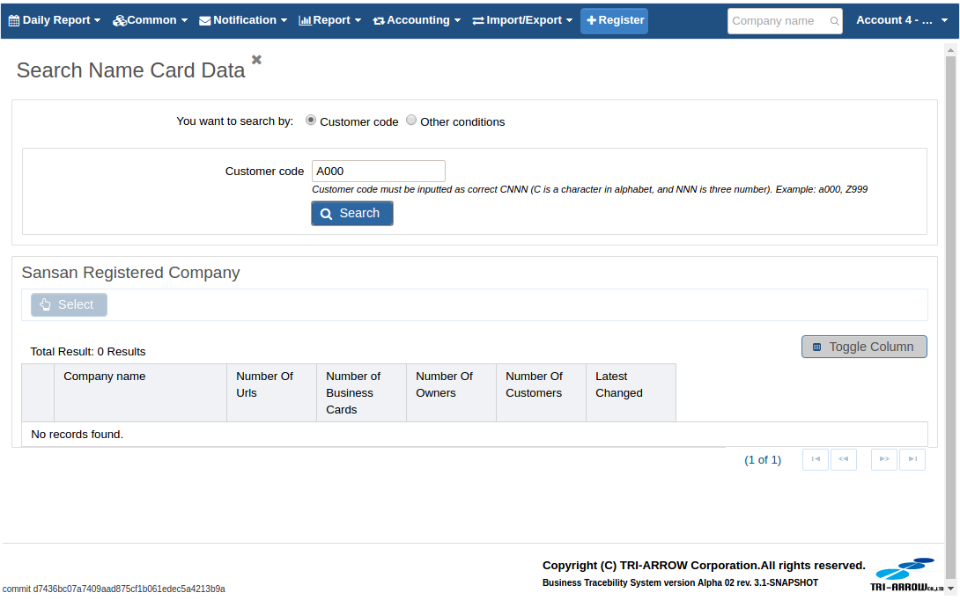 Daily Report Common Notification Report Accounting Import/Export Register Company name Account 4 - ...
Search Name Card Data
You want to search by: Customer code Other conditions
Customer code A000
Customer code must be inputted as correct CNNN (C is a character in alphabet, and NNN is three number). Example: a000, Z999
Search
Sansan Registered Company
Select
Total Result: 0 Results
Toggle Column
Company name
Number Of
Urls
Number of
Business
Cards
Number Of
Owners
Number Of
Customers
Latest
Changed
No records found.
(1 of 1)
Copyright (C) TRI-ARROW Corporation.All rights reserved.
Business Tracebility System version Alpha 02 rev. 3.1-SNAPSHOT
TRI-ARROW
commit d7436bc07a7409aad875cf1b061edec5a4213b9a